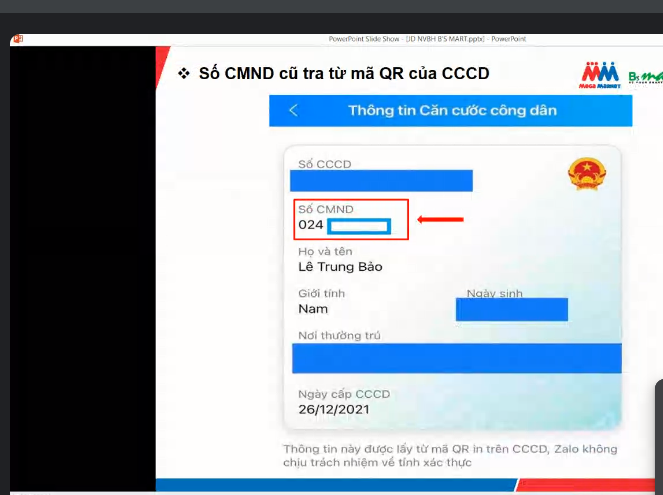 PowerPoint Slide Show - [JD NVBH B'S MART.pptx] - PowerPoint
❖ Số CMND cũ tra từ mã QR của CCCD
MM
MEGA MARKET
B's
Thông tin Căn cước công dân
Số CCCD
Số CMND
024
Họ và tên
Lê Trung Bảo
Giới tính
Ngày sinh
Nam
Nơi thường trú
Ngày cấp CCCD
26/12/2021
Thông tin này được lấy từ mã QR in trên CCCD, Zalo không
chịu trách nhiệm về tính xác thực